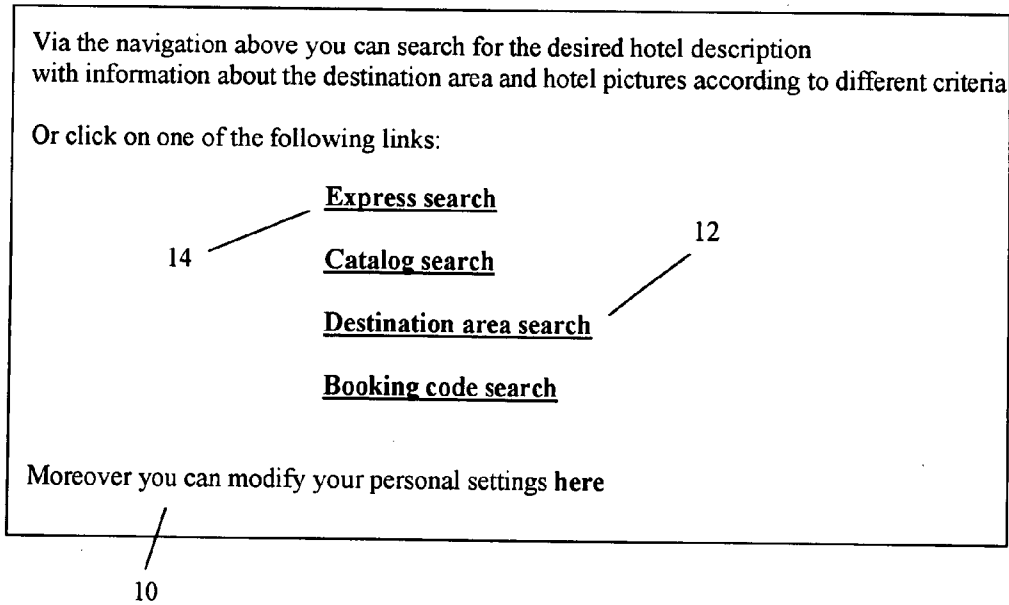 Via the navigation above you can search for the desired hotel description
with information about the destination area and hotel pictures according to different criteria
Or click on one of the following links:
Express search
12
14
Catalog search
Destination area search
Booking code search
Moreover you can modify your personal settings here
10